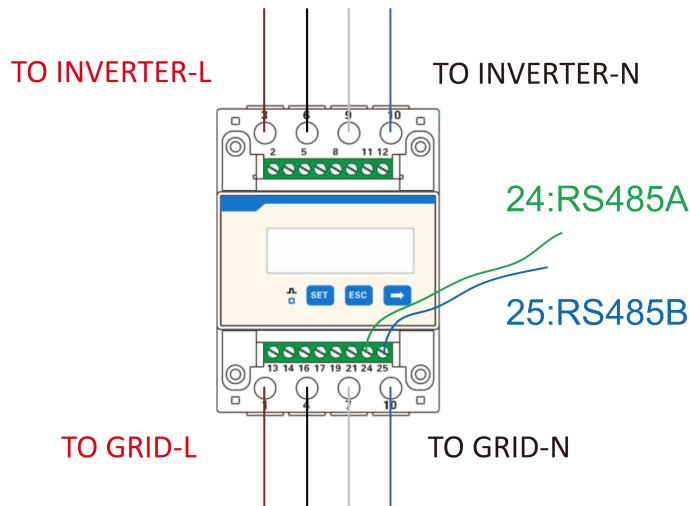 TO INVERTER-L
TO INVERTER-N
3 6 9 10
2 5 8 11 12
24:RS485A
SET ESC
25:RS485B
13 14 16 17 19 21 24 25
1 4 7 10
TO GRID-L
TO GRID-N